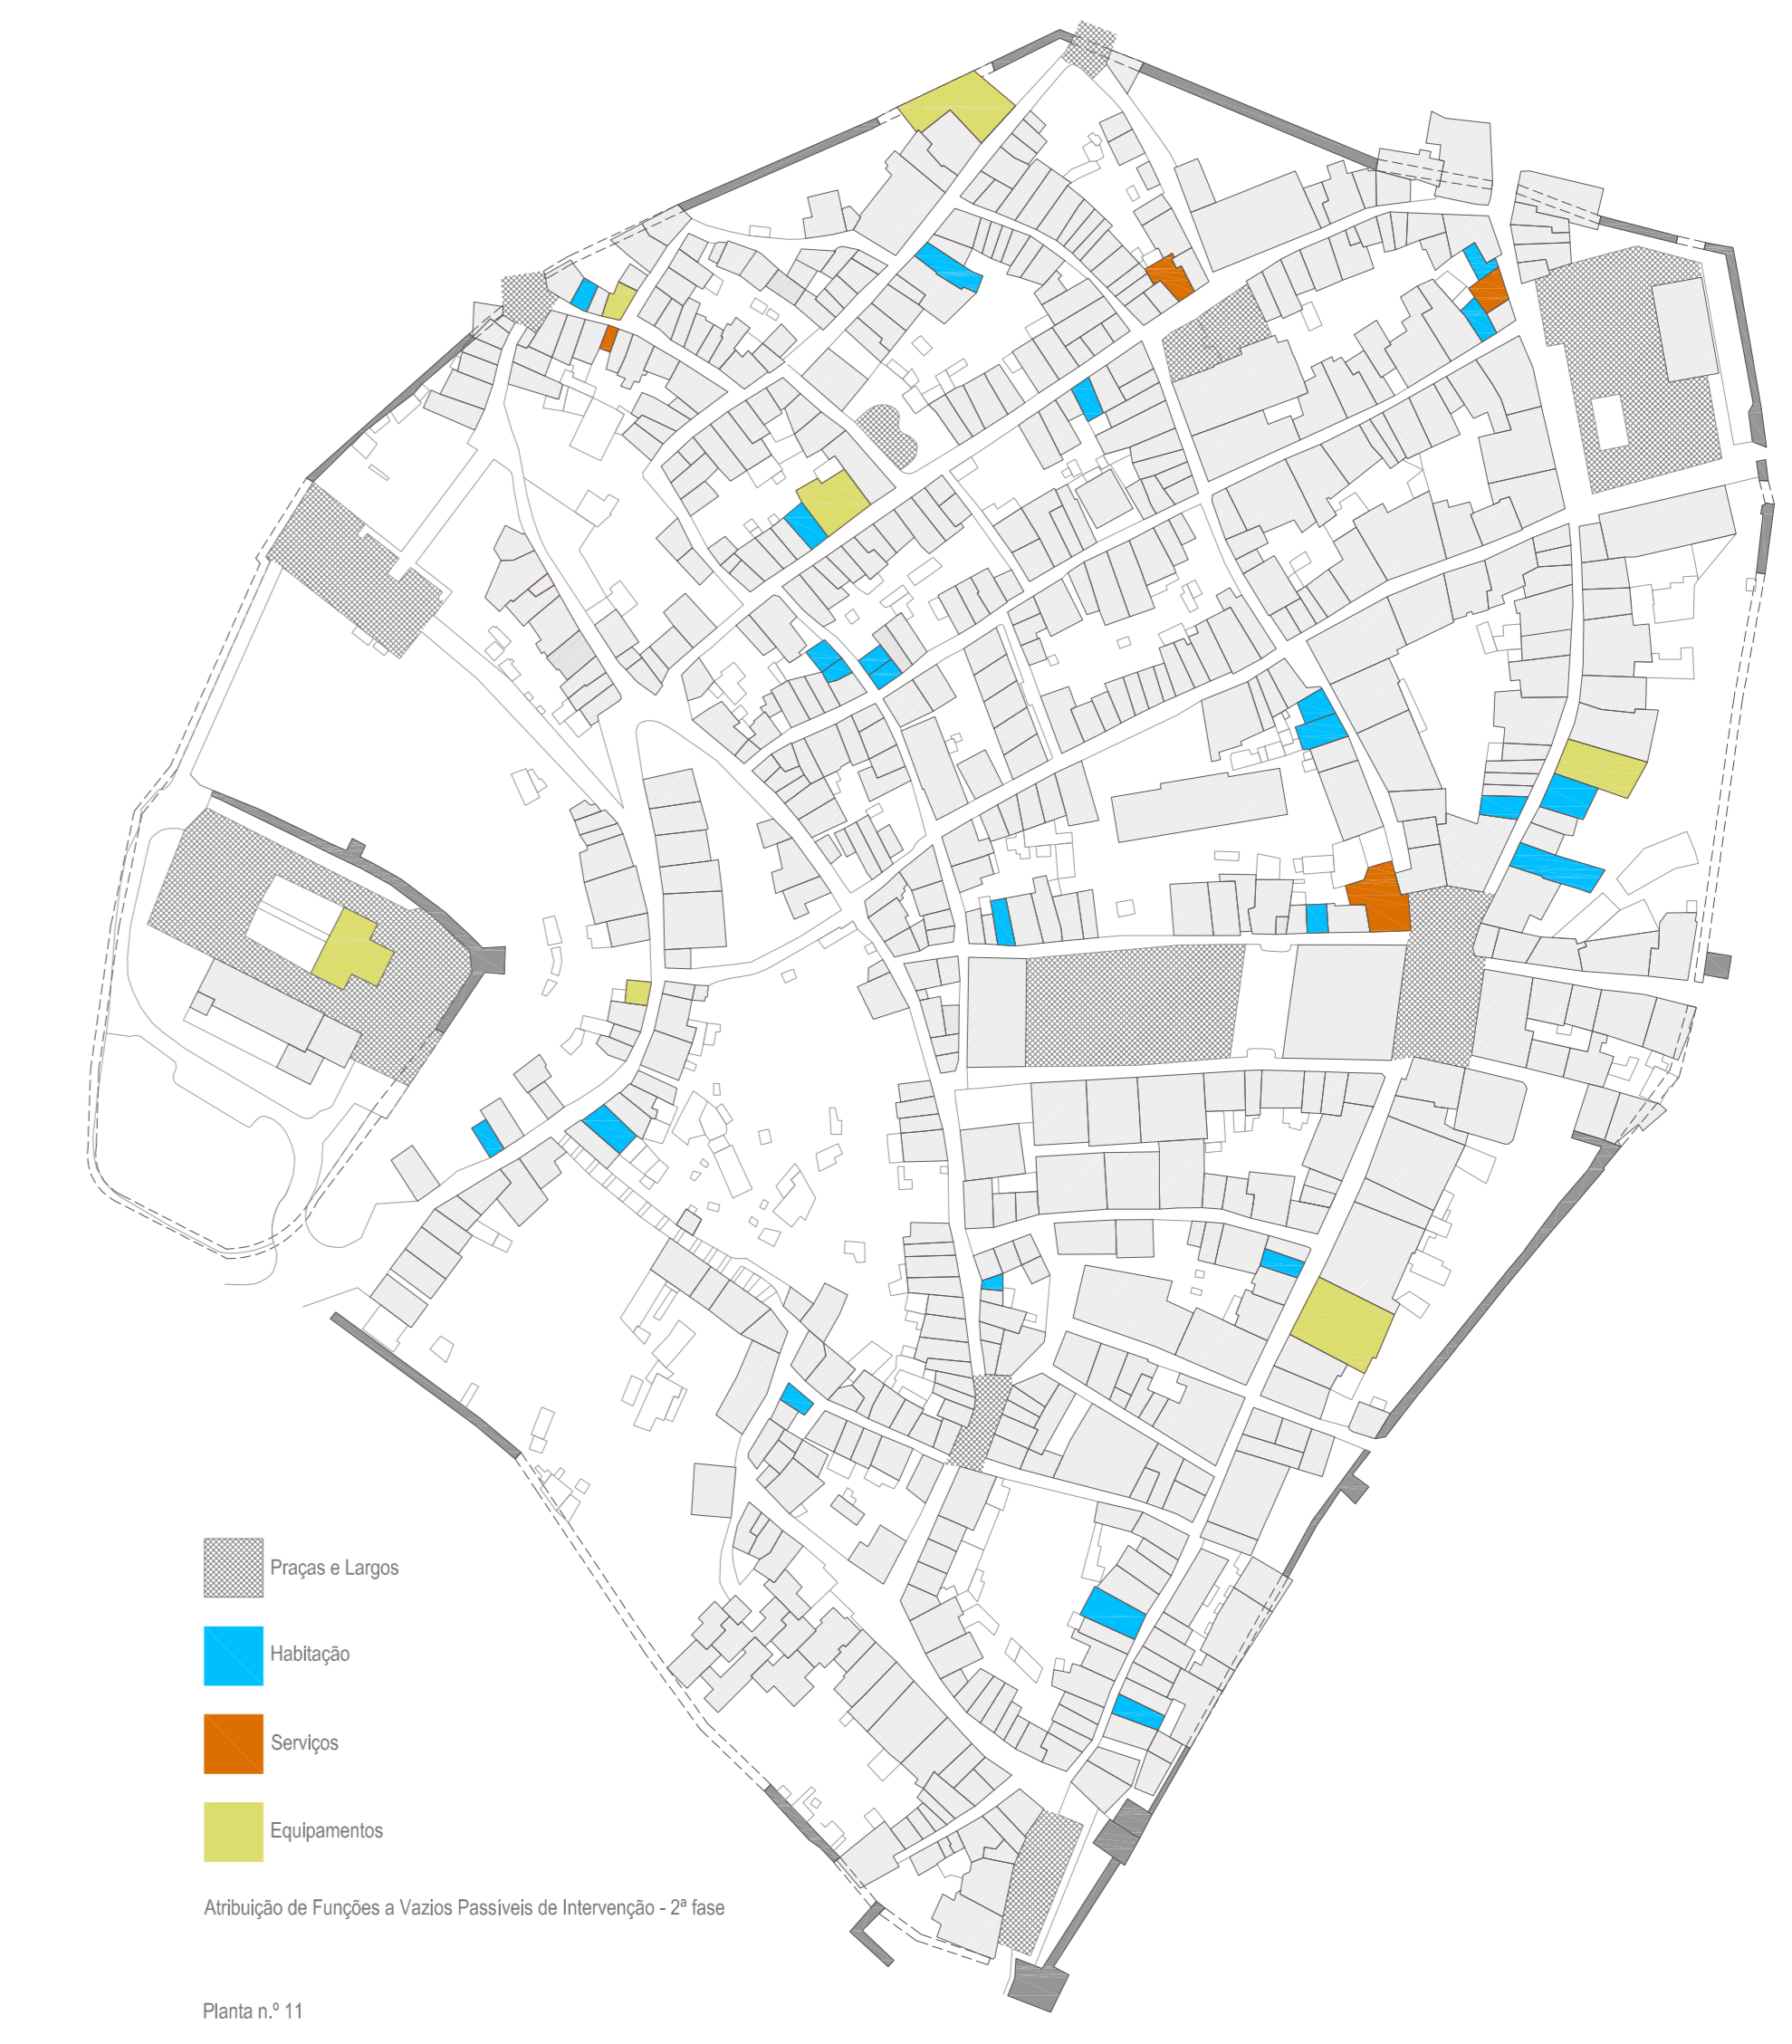 Praças e Largos
Habitação
Serviços
Equipamentos
Atribuição de Funções a Vazios Passíveis de Intervenção - 2ª fase
Planta n.º 11